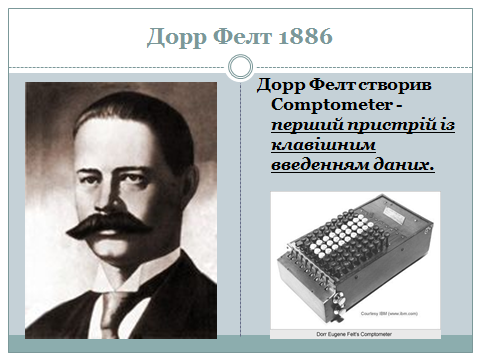 Дорр Фелт 1886
Дорр Фелт створив
Comptometer -
перший пристрій із
клавішним
введенням даних.
Courtesy IBM (www.ibm.com)
Dorr Eugene Felt's Comptometer